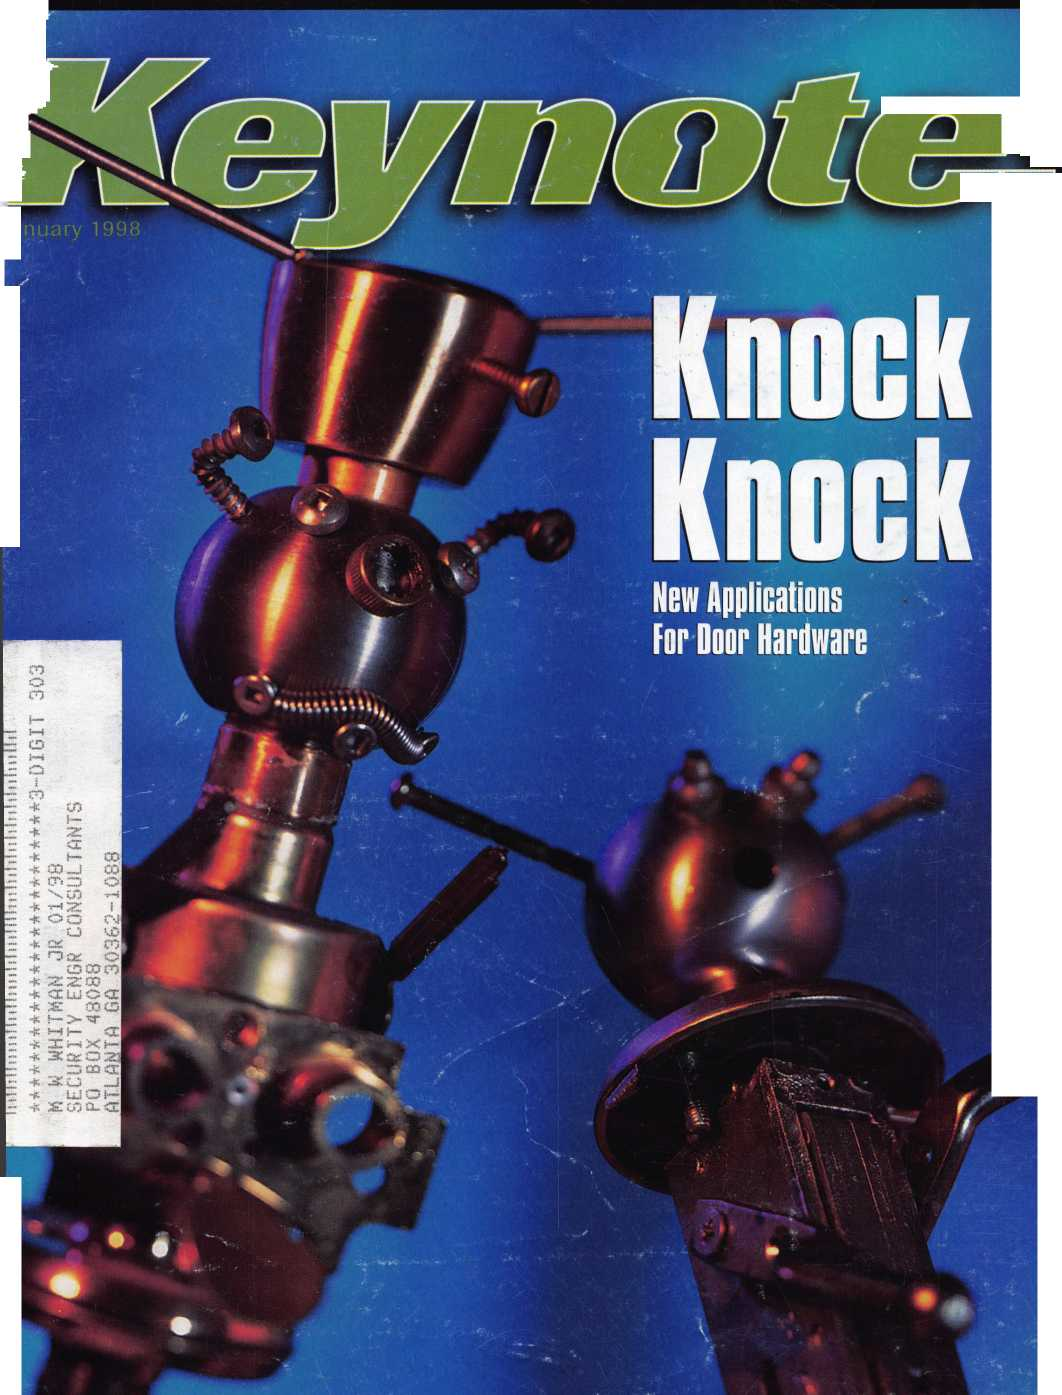 Keynote
nuary 1998
Knock
Knock
New Applications
For Door Hardware
3-DIGIT 303
M W WHITMAN JR 01/98
SECURITY ENGR CONSULTANTS
PO BOX 48088
ATLANTA GA 30362-1088